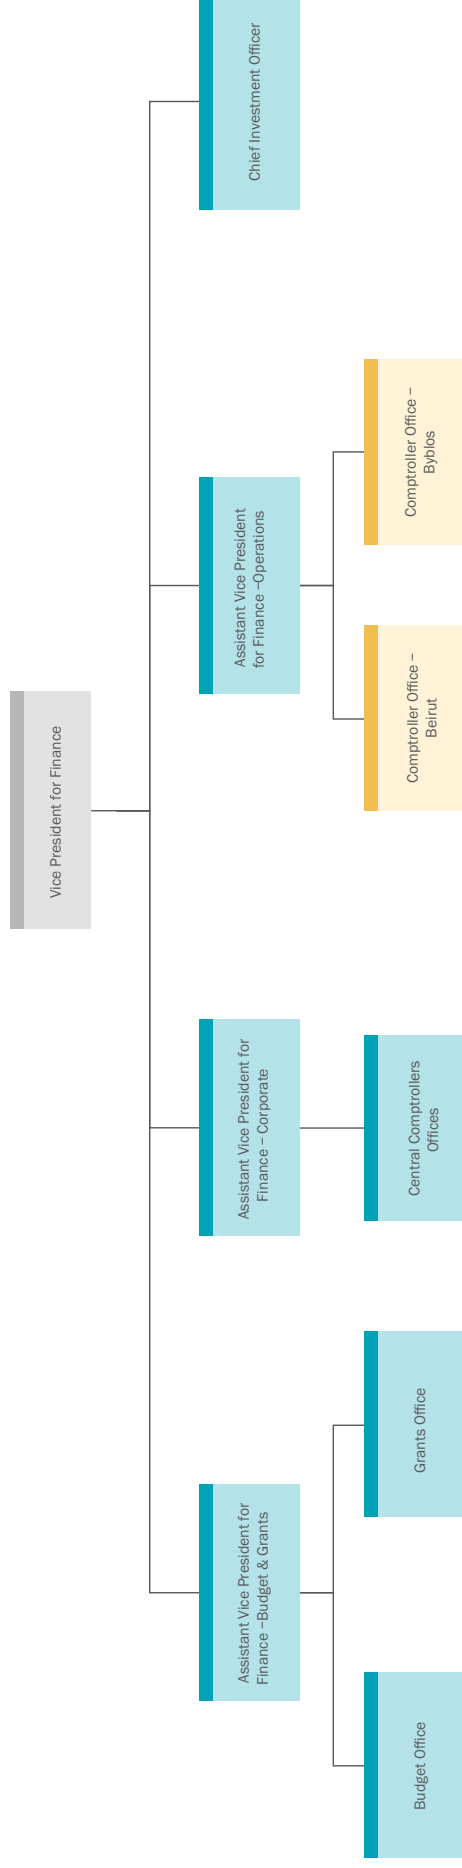 Vice President for Finance
Assistant Vice President for
Finance –Budget & Grants
Assistant Vice President for
Finance – Corporate
Assistant Vice President
for Finance –Operations
Chief Investment Officer
Budget Office
Grants Office
Central Comptrollers
Offices
Comptroller Office –
Beirut
Comptroller Office –
Byblos